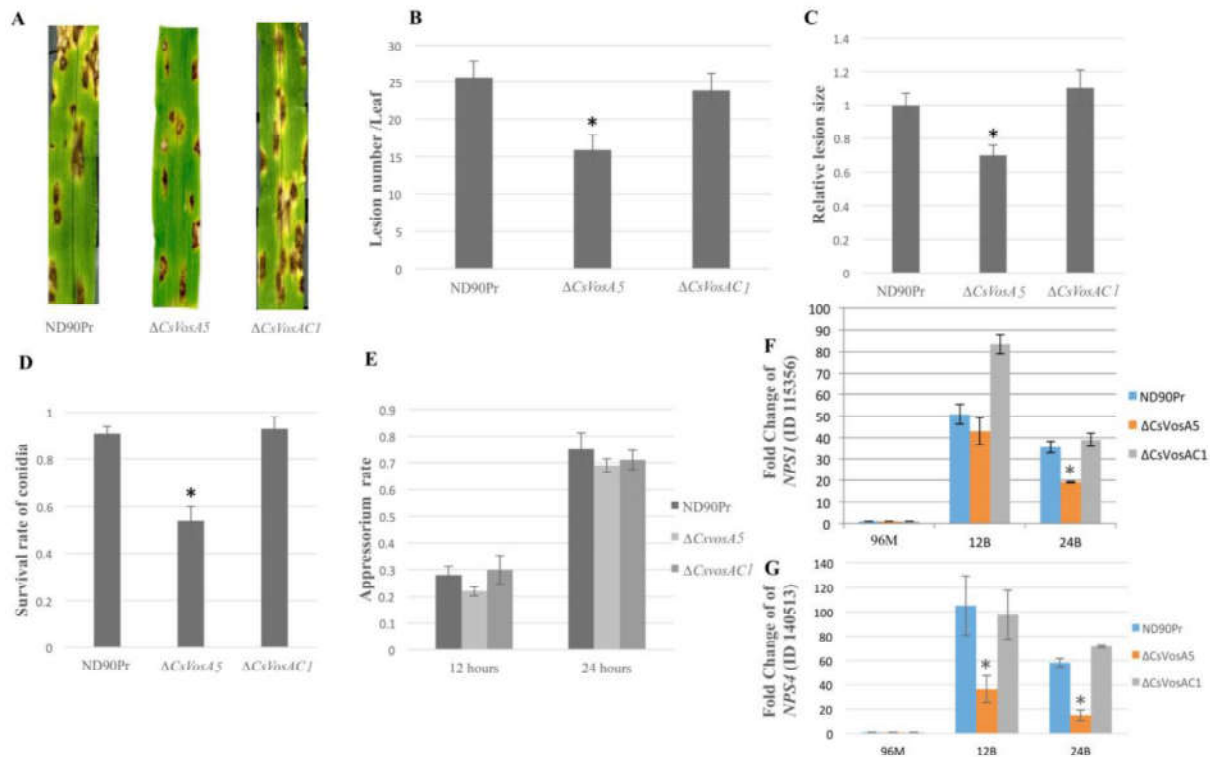 A
ND90Pr
ΔCsVosA5
ΔCsVosAC1
B
Lesion number /Leaf
30
25
20
15
10
5
0
*
ND90Pr
ΔCsVosA5
ΔCsVosAC1
C
Relative lesion size
1.4
1.2
1
0.8
0.6
0.4
0.2
0
*
ND90Pr
ΔCsVosA5
ΔCsVosAC1
D
Survival rate of conidia
1
0.8
0.6
0.4
0.2
0
*
ND90Pr
ΔCsVosA5
ΔCsVosAC1
E
Appressorium rate
0.9
0.8
0.7
0.6
0.5
0.4
0.3
0.2
0.1
0
12 hours
24 hours
ND90Pr
ΔCsvosA5
ΔCsvosAC1
F
Fold Change of
NPS1 (ID 115356)
100
90
80
70
60
50
40
30
20
10
0
*
96M
12B
24B
ND90Pr
ΔCsVosA5
ΔCsVosAC1
G
Fold Change of of
NPS4 (ID 140513)
140
120
100
80
60
40
20
0
*
*
96M
12B
24B
ND90Pr
ΔCsVosA5
ΔCsVosAC1